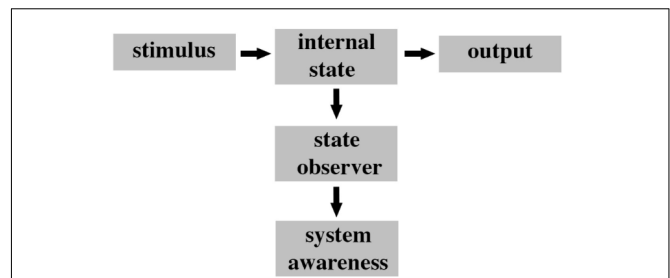 stimulus
internal
state
output
state
observer
system
awareness